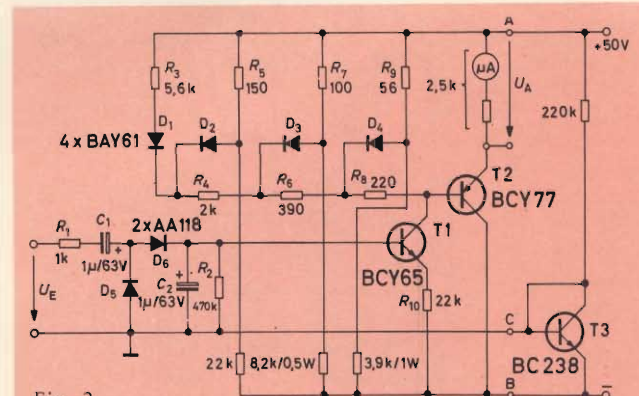 A
+50V
R3
5,6k
R5
150
R7
100
R9
56
µA
2,5k
UA
220k
4 x BAY61
D1
D2
D3
D4
R4
2k
R6
390
R8 220
T2
BCY77
R1
1k
C1
+
1µ/63V
2xAA118
D6
T1
BCY65
UE
D5
+
C2
1µ/63V
R2
470k
R10
22k
C
T3
BC 238
22k
8,2k/0,5W
3,9k/1W
B
–